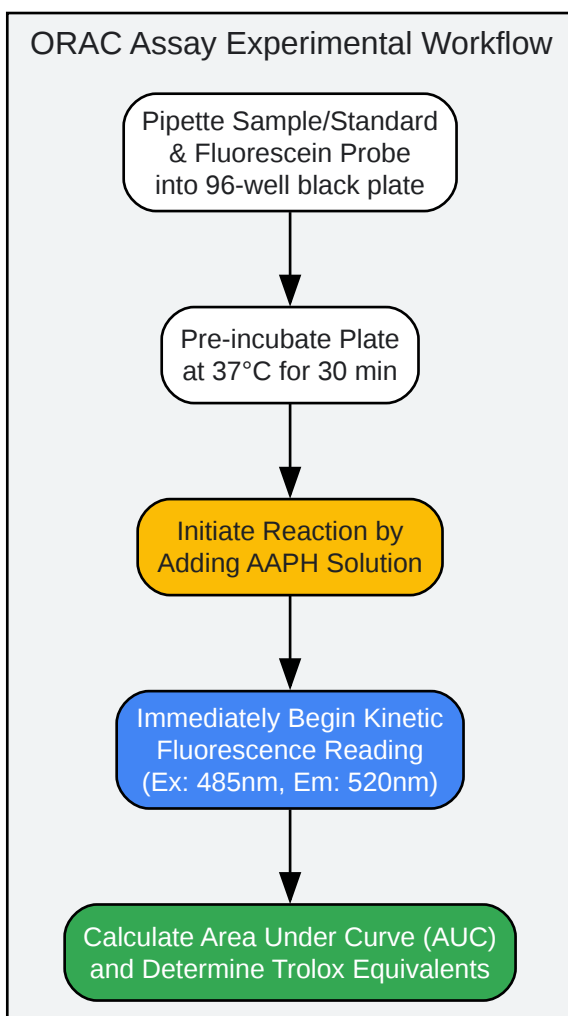 ORAC Assay Experimental Workflow
Pipette Sample/Standard
& Fluorescein Probe
into 96-well black plate
Pre-incubate Plate
at 37°C for 30 min
Initiate Reaction by
Adding AAPH Solution
Immediately Begin Kinetic
Fluorescence Reading
(Ex: 485nm, Em: 520nm)
Calculate Area Under Curve (AUC)
and Determine Trolox Equivalents